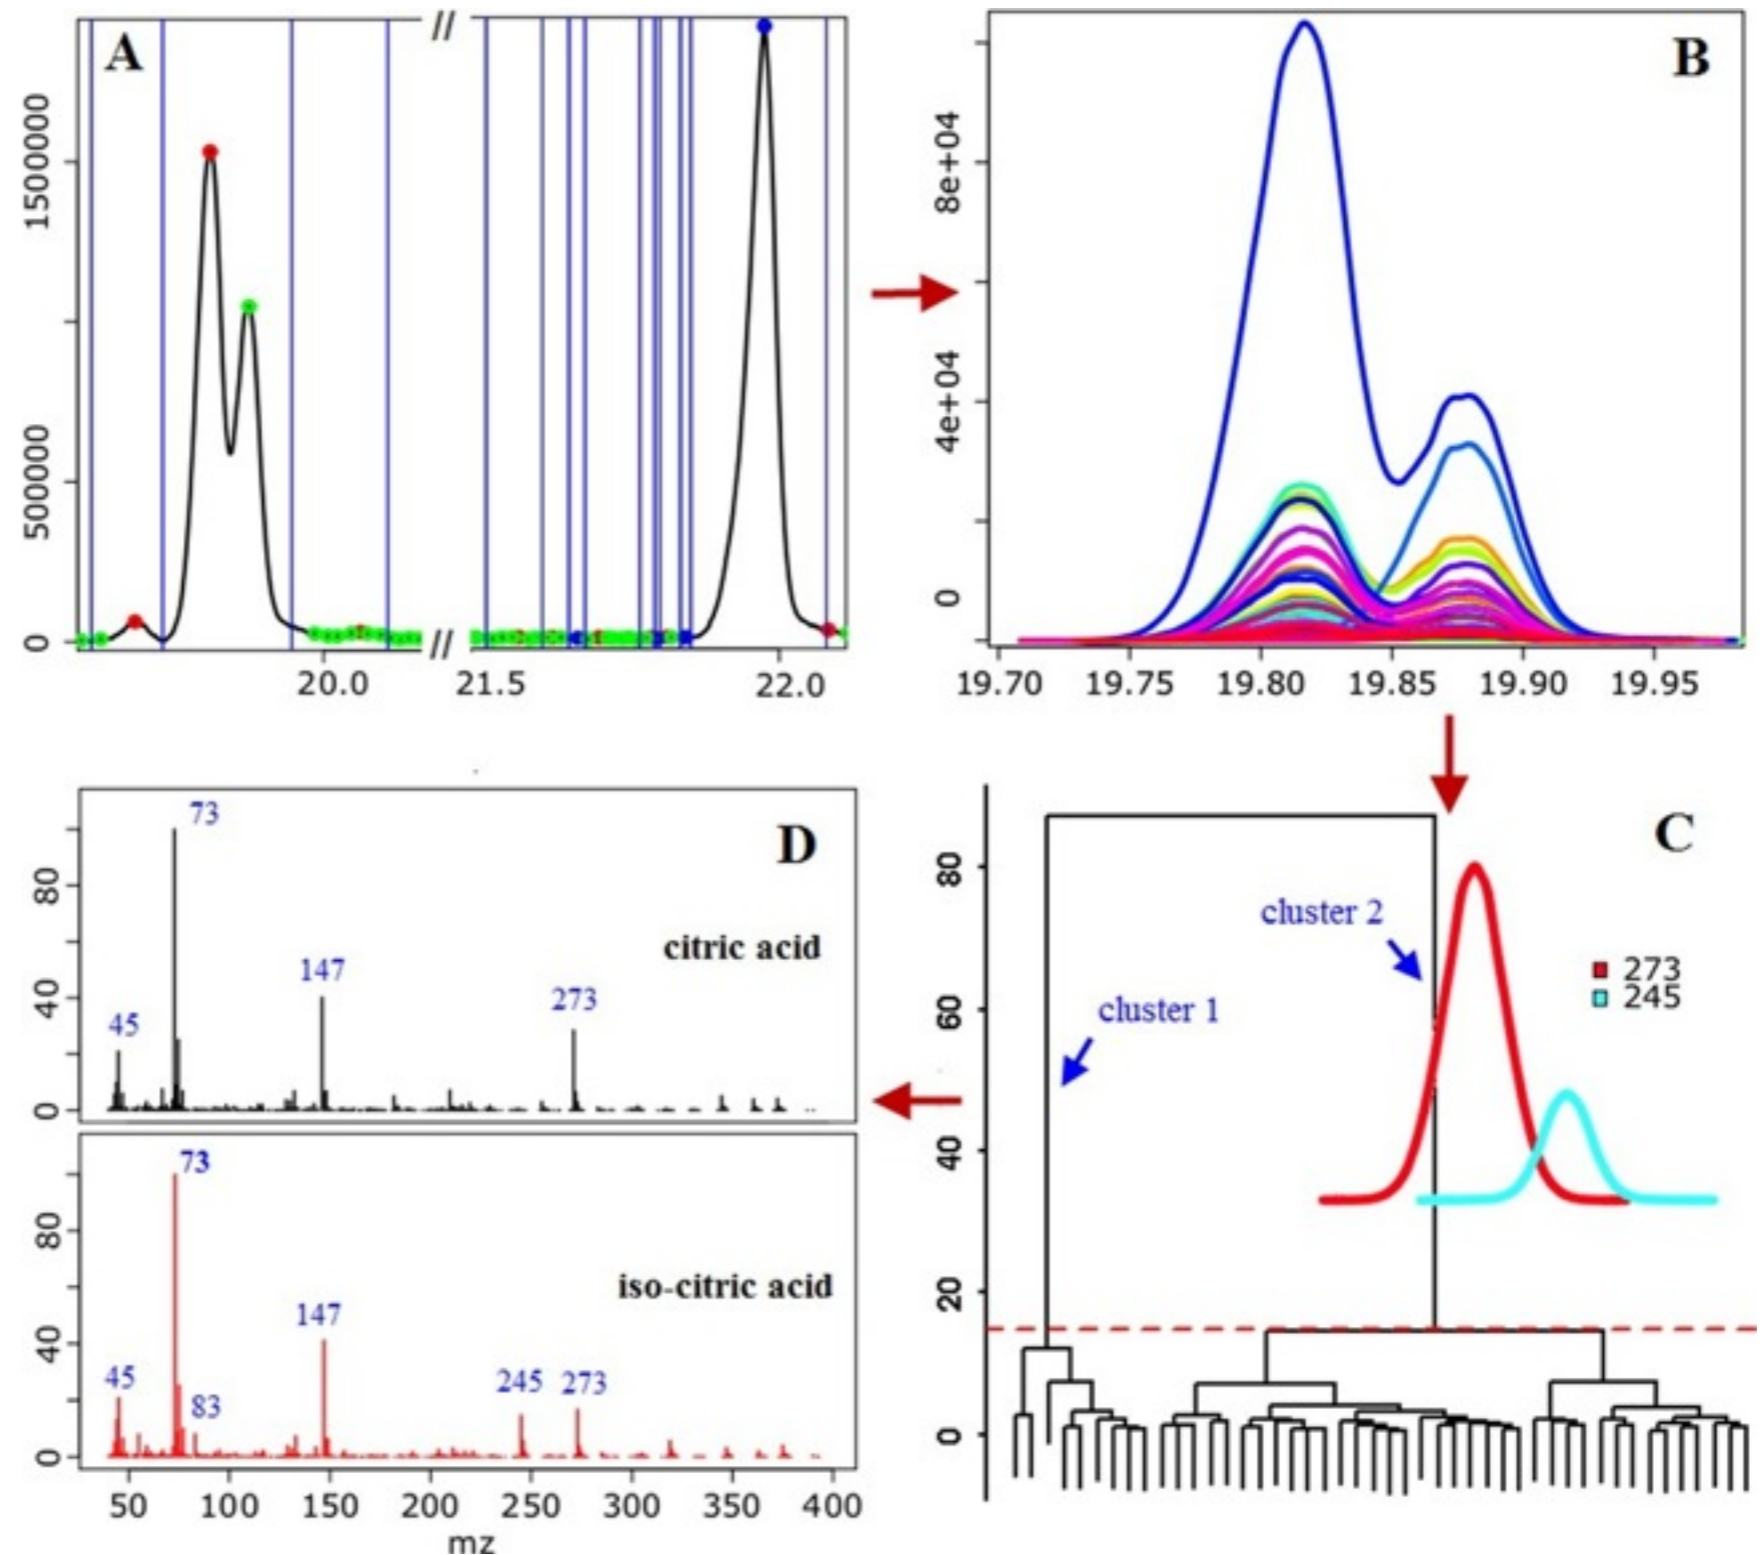 A
//
1500000
500000
0
//
20.0 21.5 22.0
B
8e+04
4e+04
0
19.70 19.75 19.80 19.85 19.90 19.95
D
73
citric acid
147
273
45
80
40
0
73
iso-citric acid
147
245 273
45
83
80
40
0
50 100 150 200 250 300 350 400
mz
C
cluster 2
cluster 1
273
245
80
60
40
20
0